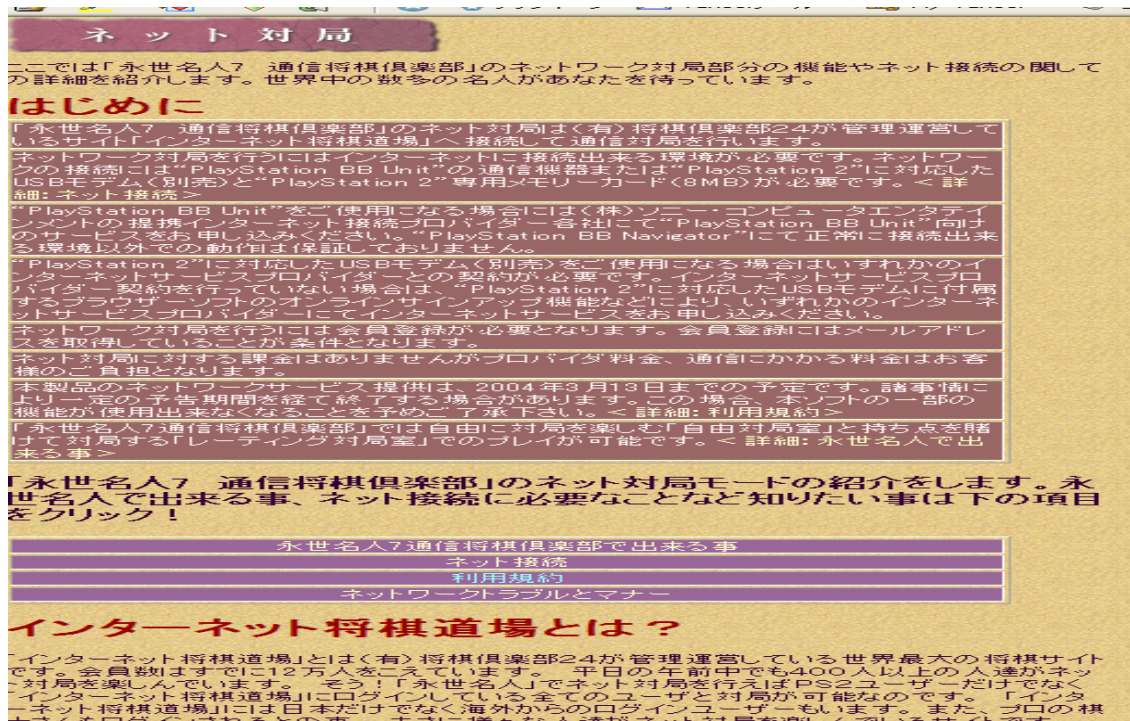 ネット対局
ここでは「永世名人7　通信将棋倶楽部」のネットワーク対局部分の機能やネット接続の関して
の詳細を紹介します。世界中の数多の名人があなたを待っています。
はじめに
「永世名人7　通信将棋倶楽部」のネット対局は(有)将棋倶楽部24が管理運営して
いるサイト「インターネット将棋道場」へ接続して通信対局を行います。
ネットワーク対局を行うにはインターネットに接続出来る環境が必要です。ネットワー
クの接続には“PlayStation BB Unit”の通信機器または“PlayStation 2”に対応した
USBモデム(別売)と“PlayStation 2”専用メモリーカード(8MB)が必要です。<詳
細:ネット接続>
“PlayStation BB Unit”をご使用になる場合には(株)ソニー・コンピュータエンタテイ
ンメントの提携インターネット接続プロバイダー各社にて“PlayStation BB Unit”向け
のサービスをお申し込みください。“PlayStation BB Navigator”にて正常に接続出来
る環境以外での動作は保証しておりません。
“PlayStation 2”に対応したUSBモデム(別売)をご使用になる場合はいずれかのイ
ンターネットサービスプロバイダーとの契約が必要です。インターネットサービスプロ
バイダー契約を行っていない場合は、“PlayStation 2”に対応したUSBモデムに付属
するブラウザーソフトのオンラインサインアップ機能などにより、いずれかのインターネ
ットサービスプロバイダーにてインターネットサービスをお申し込みください。
ネットワーク対局を行うには会員登録が必要となります。会員登録にはメールアドレ
スを取得していることが条件となります。
ネット対局に対する課金はありませんがプロバイダ料金、通信にかかる料金はお客
様のご負担となります。
本製品のネットワークサービス提供は、2004年3月13日までの予定です。諸事情に
より一定の予告期間を経て終了する場合があります。この場合、本ソフトの一部の
機能が使用出来なくなることを予めご了承下さい。<詳細:利用規約>
「永世名人7通信将棋倶楽部」では自由に対局を楽しむ「自由対局室」と持ち点を賭
けて対局する「レーティング対局室」でのプレイが可能です。<詳細:永世名人で出
来る事>
「永世名人7　通信将棋倶楽部」のネット対局モードの紹介をします。永
世名人で出来る事、ネット接続に必要なことなど知りたい事は下の項目
をクリック!
永世名人7通信将棋倶楽部で出来る事
ネット接続
利用規約
ネットワークトラブルとマナー
インターネット将棋道場とは?
「インターネット将棋道場」とは(有)将棋倶楽部24が管理運営している世界最大の将棋サイト
です。会員数はすでに12万人をこえています。　平日の午前中でも400人以上の人達がネッ
ト対局を楽しんでいます。　そう、「永世名人」でネット対局を行えばPS2ユーザーだけでなく
「インターネット将棋道場」にログインしている全てのユーザと対局が可能なのです。　「インタ
ーネット将棋道場」には日本だけでなく海外からのログインユーザーもいます。また、プロの棋